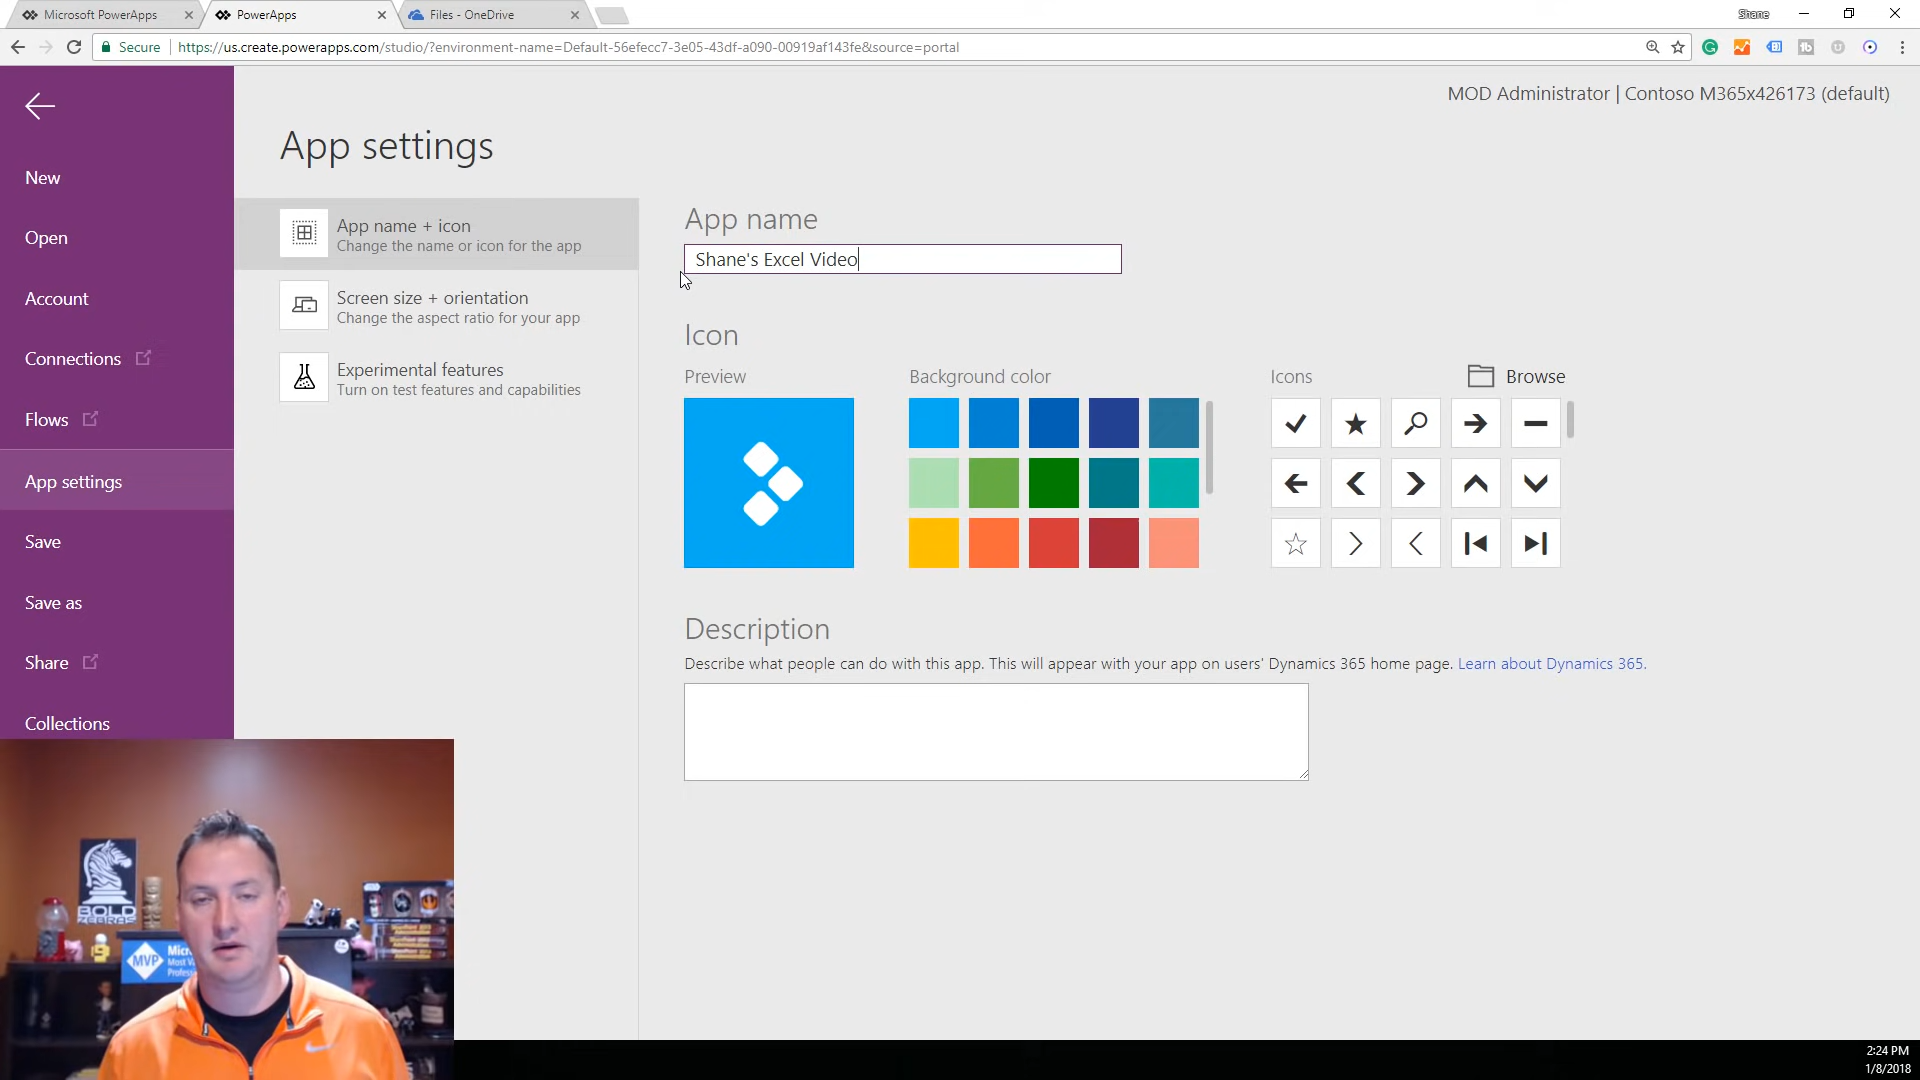 Microsoft PowerApps
PowerApps
Files - OneDrive
Shane
Secure
https://us.create.powerapps.com/studio/?environment-name=Default-56efecc7-3e05-43df-a090-00919af143fe&source=portal
MOD Administrator | Contoso M365x426173 (default)
App settings
New
Open
Account
Connections
Flows
App settings
Save
Save as
Share
Collections
App name + icon
Change the name or icon for the app
Screen size + orientation
Change the aspect ratio for your app
Experimental features
Turn on test features and capabilities
App name
Shane's Excel Video
Icon
Preview
Background color
Icons
Browse
Description
Describe what people can do with this app. This will appear with your app on users' Dynamics 365 home page. Learn about Dynamics 365.
BOLD
ZEBRAS
MVP
2:24 PM
1/8/2018